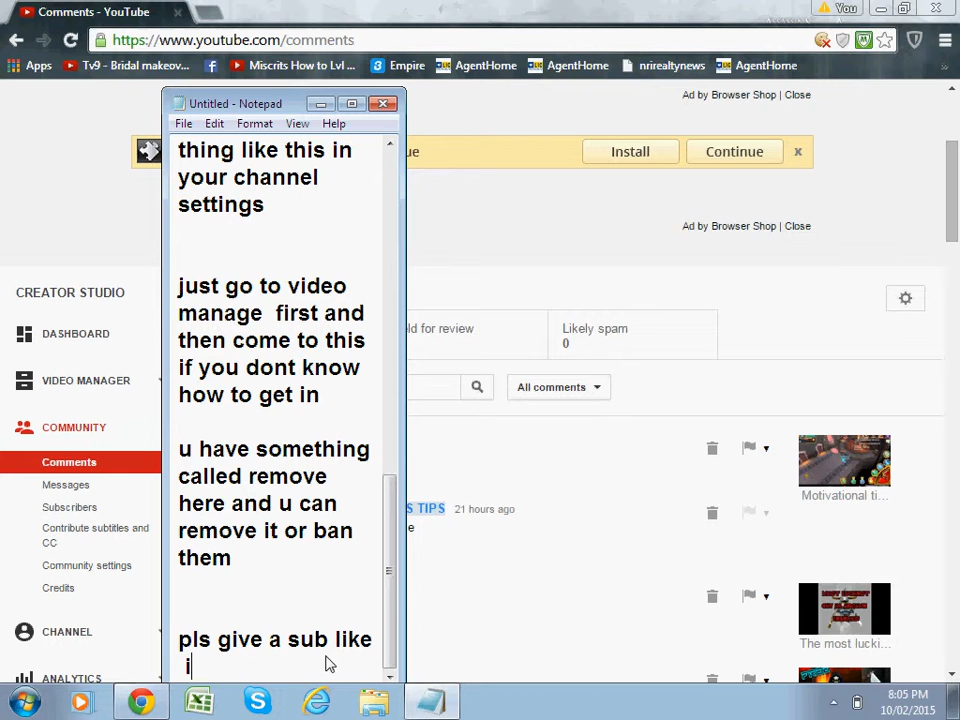 Comments - YouTube
You
https://www.youtube.com/comments
Apps
Tv9 - Bridal makeov...
Miscrits How to Lvl ...
Empire
AgentHome
AgentHome
nrirealtynews
AgentHome
»
Ad by Browser Shop | Close
Untitled - Notepad
File Edit Format View Help
ue
Install
Continue
x
thing like this in
your channel
settings
Ad by Browser Shop | Close
just go to video
manage  first and
then come to this
if you dont know
how to get in
u have something
called remove
here and u can
remove it or ban
them
pls give a sub like
i
CREATOR STUDIO
DASHBOARD
VIDEO MANAGER
COMMUNITY
Comments
Messages
Subscribers
Contribute subtitles and
CC
Community settings
Credits
CHANNEL
ANALYTICS
ld for review
Likely spam
0
All comments
S TIPS 21 hours ago
e
Motivational ti...
The most lucki...
8:05 PM
10/02/2015